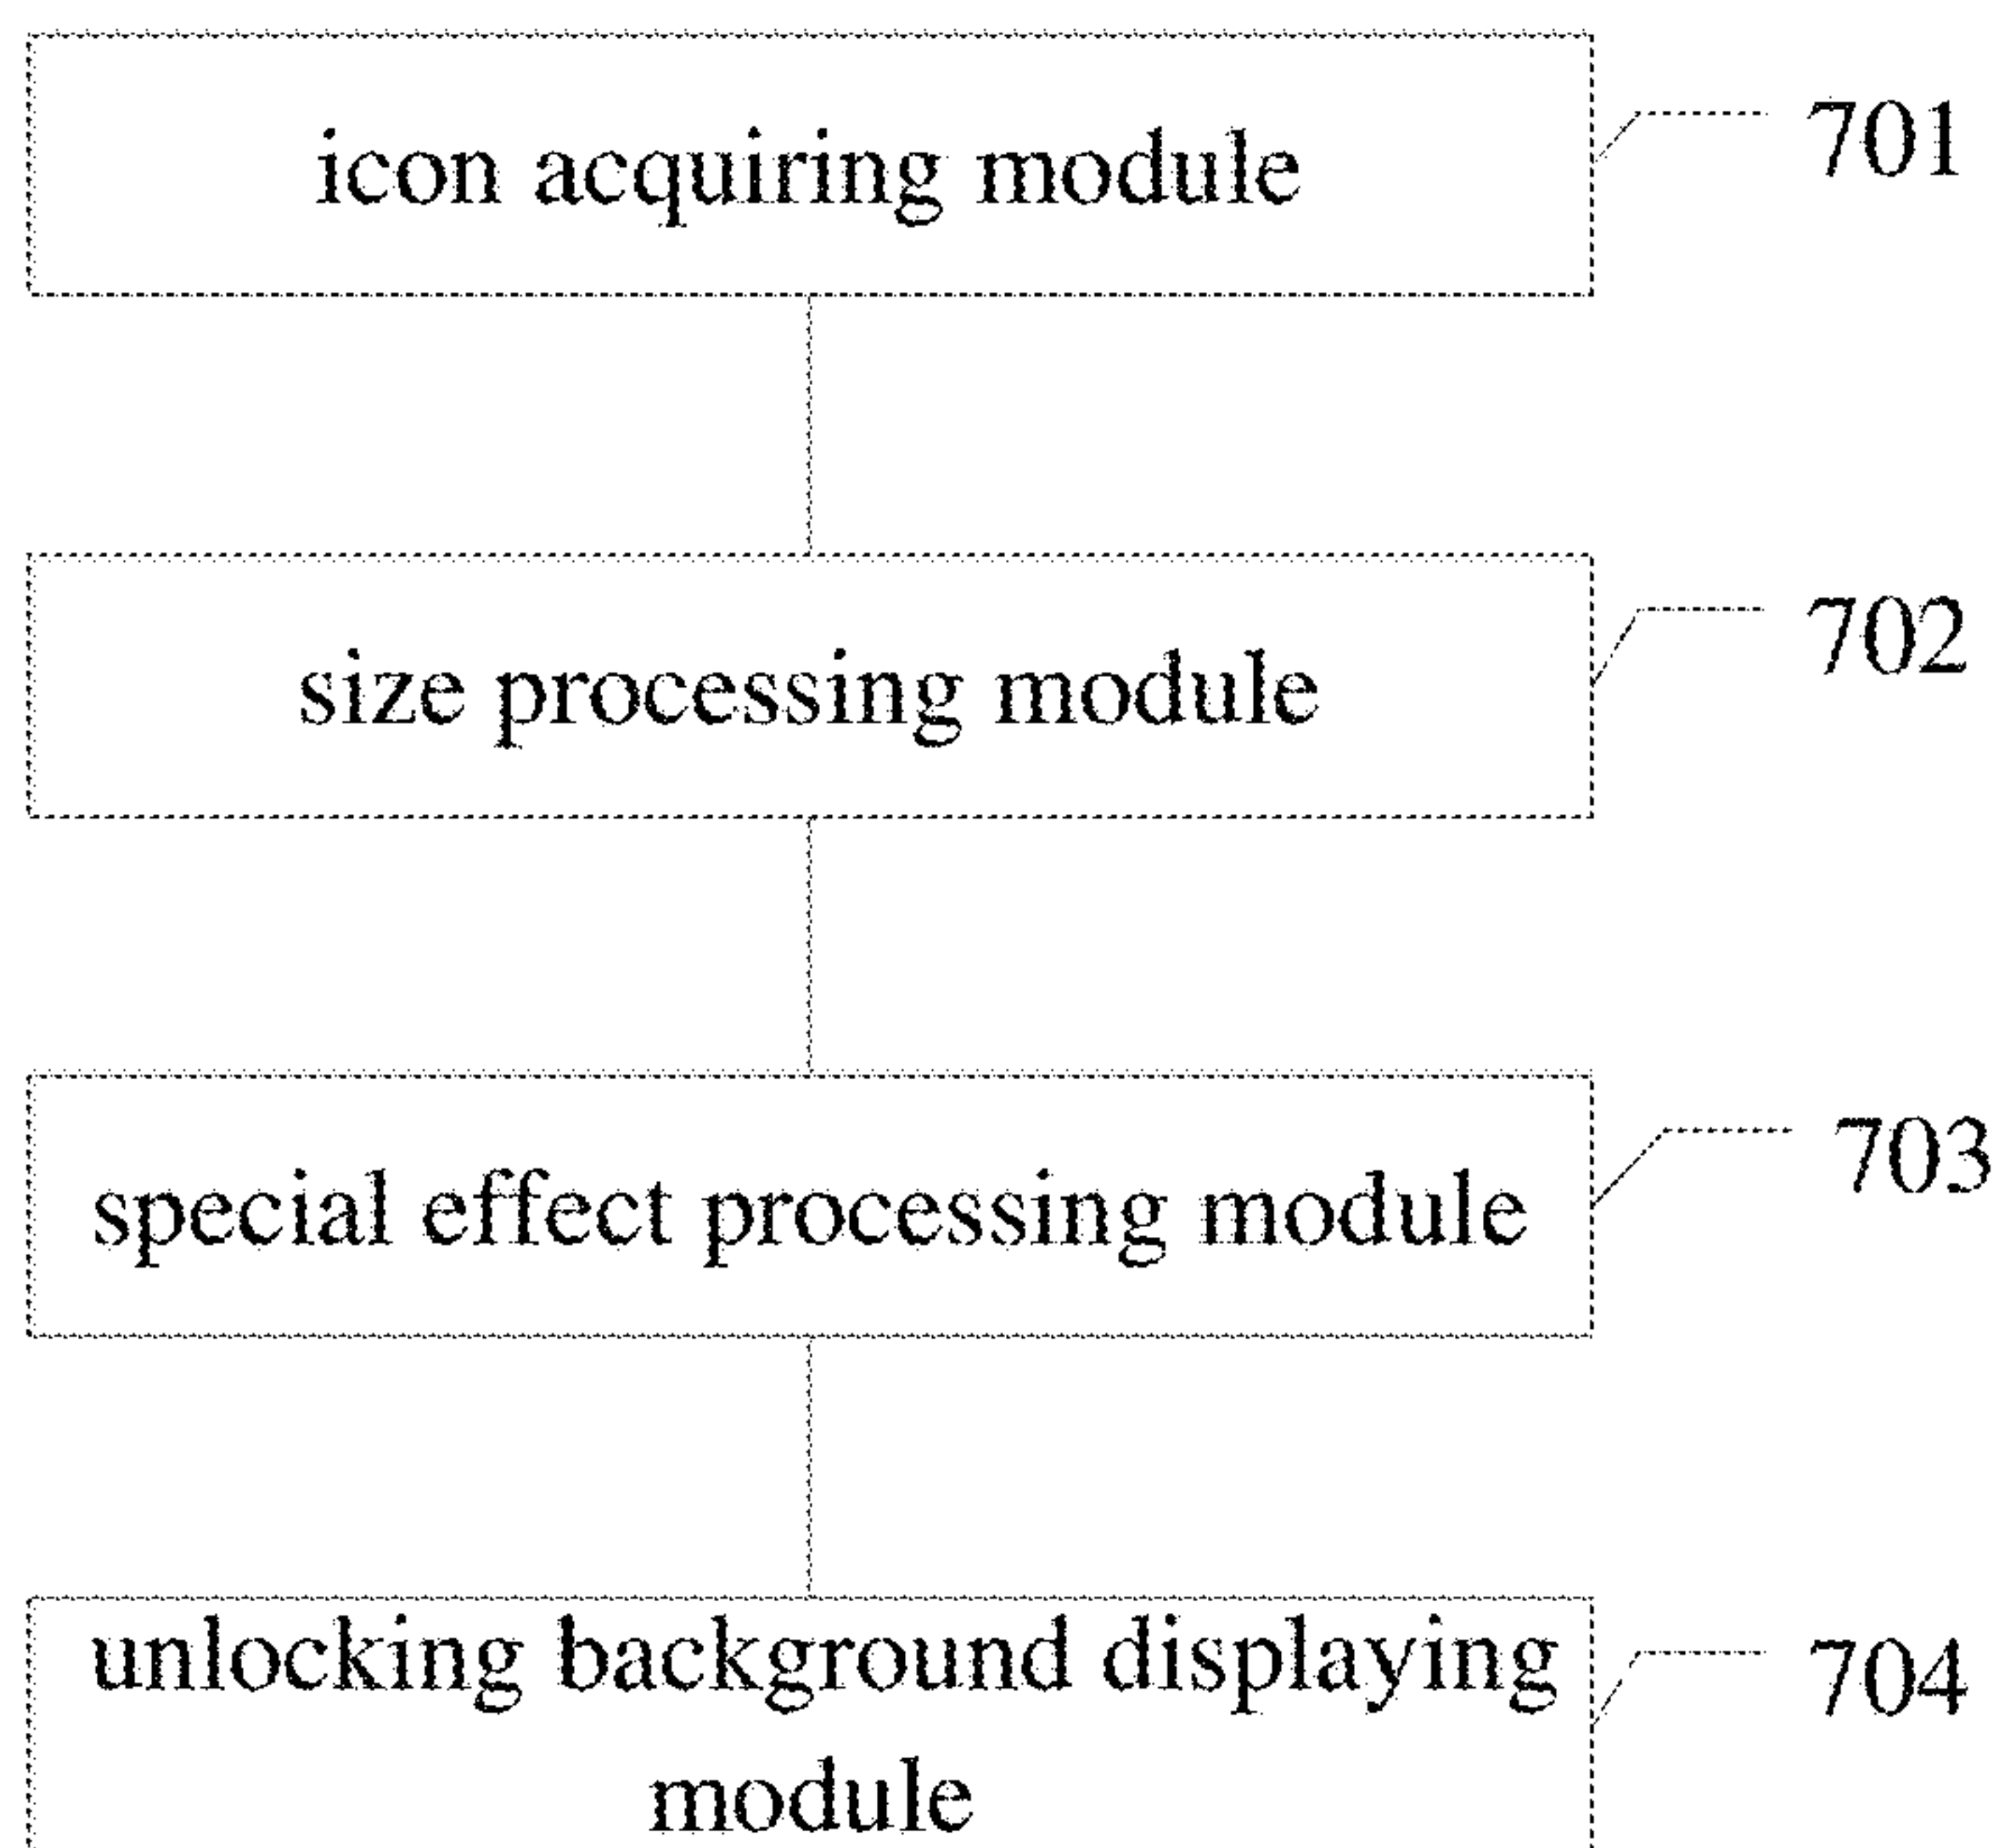 icon acquiring module
701
size processing module
702
special effect processing module
703
unlocking background displaying
module
704